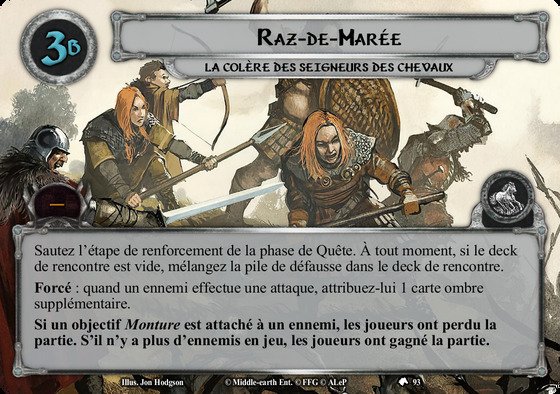 3B
Raz-de-Marée
La colère des seigneurs des chevaux
–
Sautez l'étape de renforcement de la phase de Quête. À tout moment, si le deck
de rencontre est vide, mélangez la pile de défausse dans le deck de rencontre.
Forcé : quand un ennemi effectue une attaque, attribuez-lui 1 carte ombre
supplémentaire.
Si un objectif Monture est attaché à un ennemi, les joueurs ont perdu la
partie. S'il n'y a plus d'ennemis en jeu, les joueurs ont gagné la partie.
Illus. Jon Hodgson © Middle-earth Ent. © FFG © ALeP 93